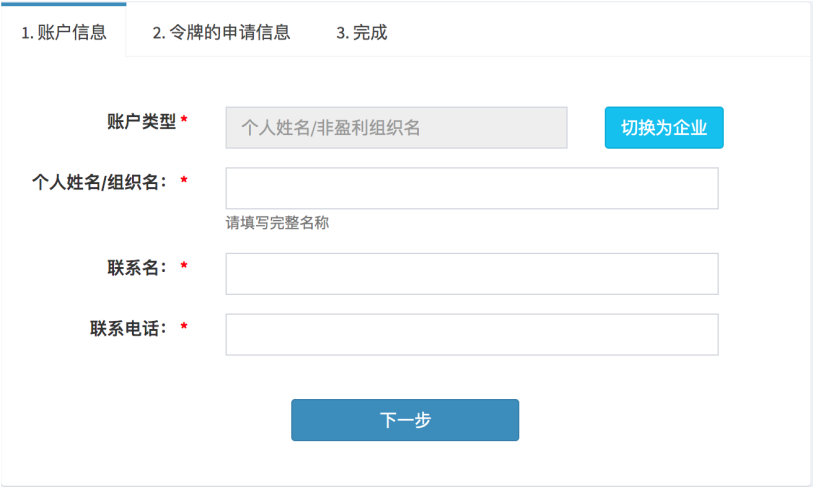 1. 账户信息 2. 令牌的申请信息 3. 完成
账户类型 * 个人姓名/非盈利组织名 切换为企业
个人姓名/组织名： *
请填写完整名称
联系名： *
联系电话： *
下一步